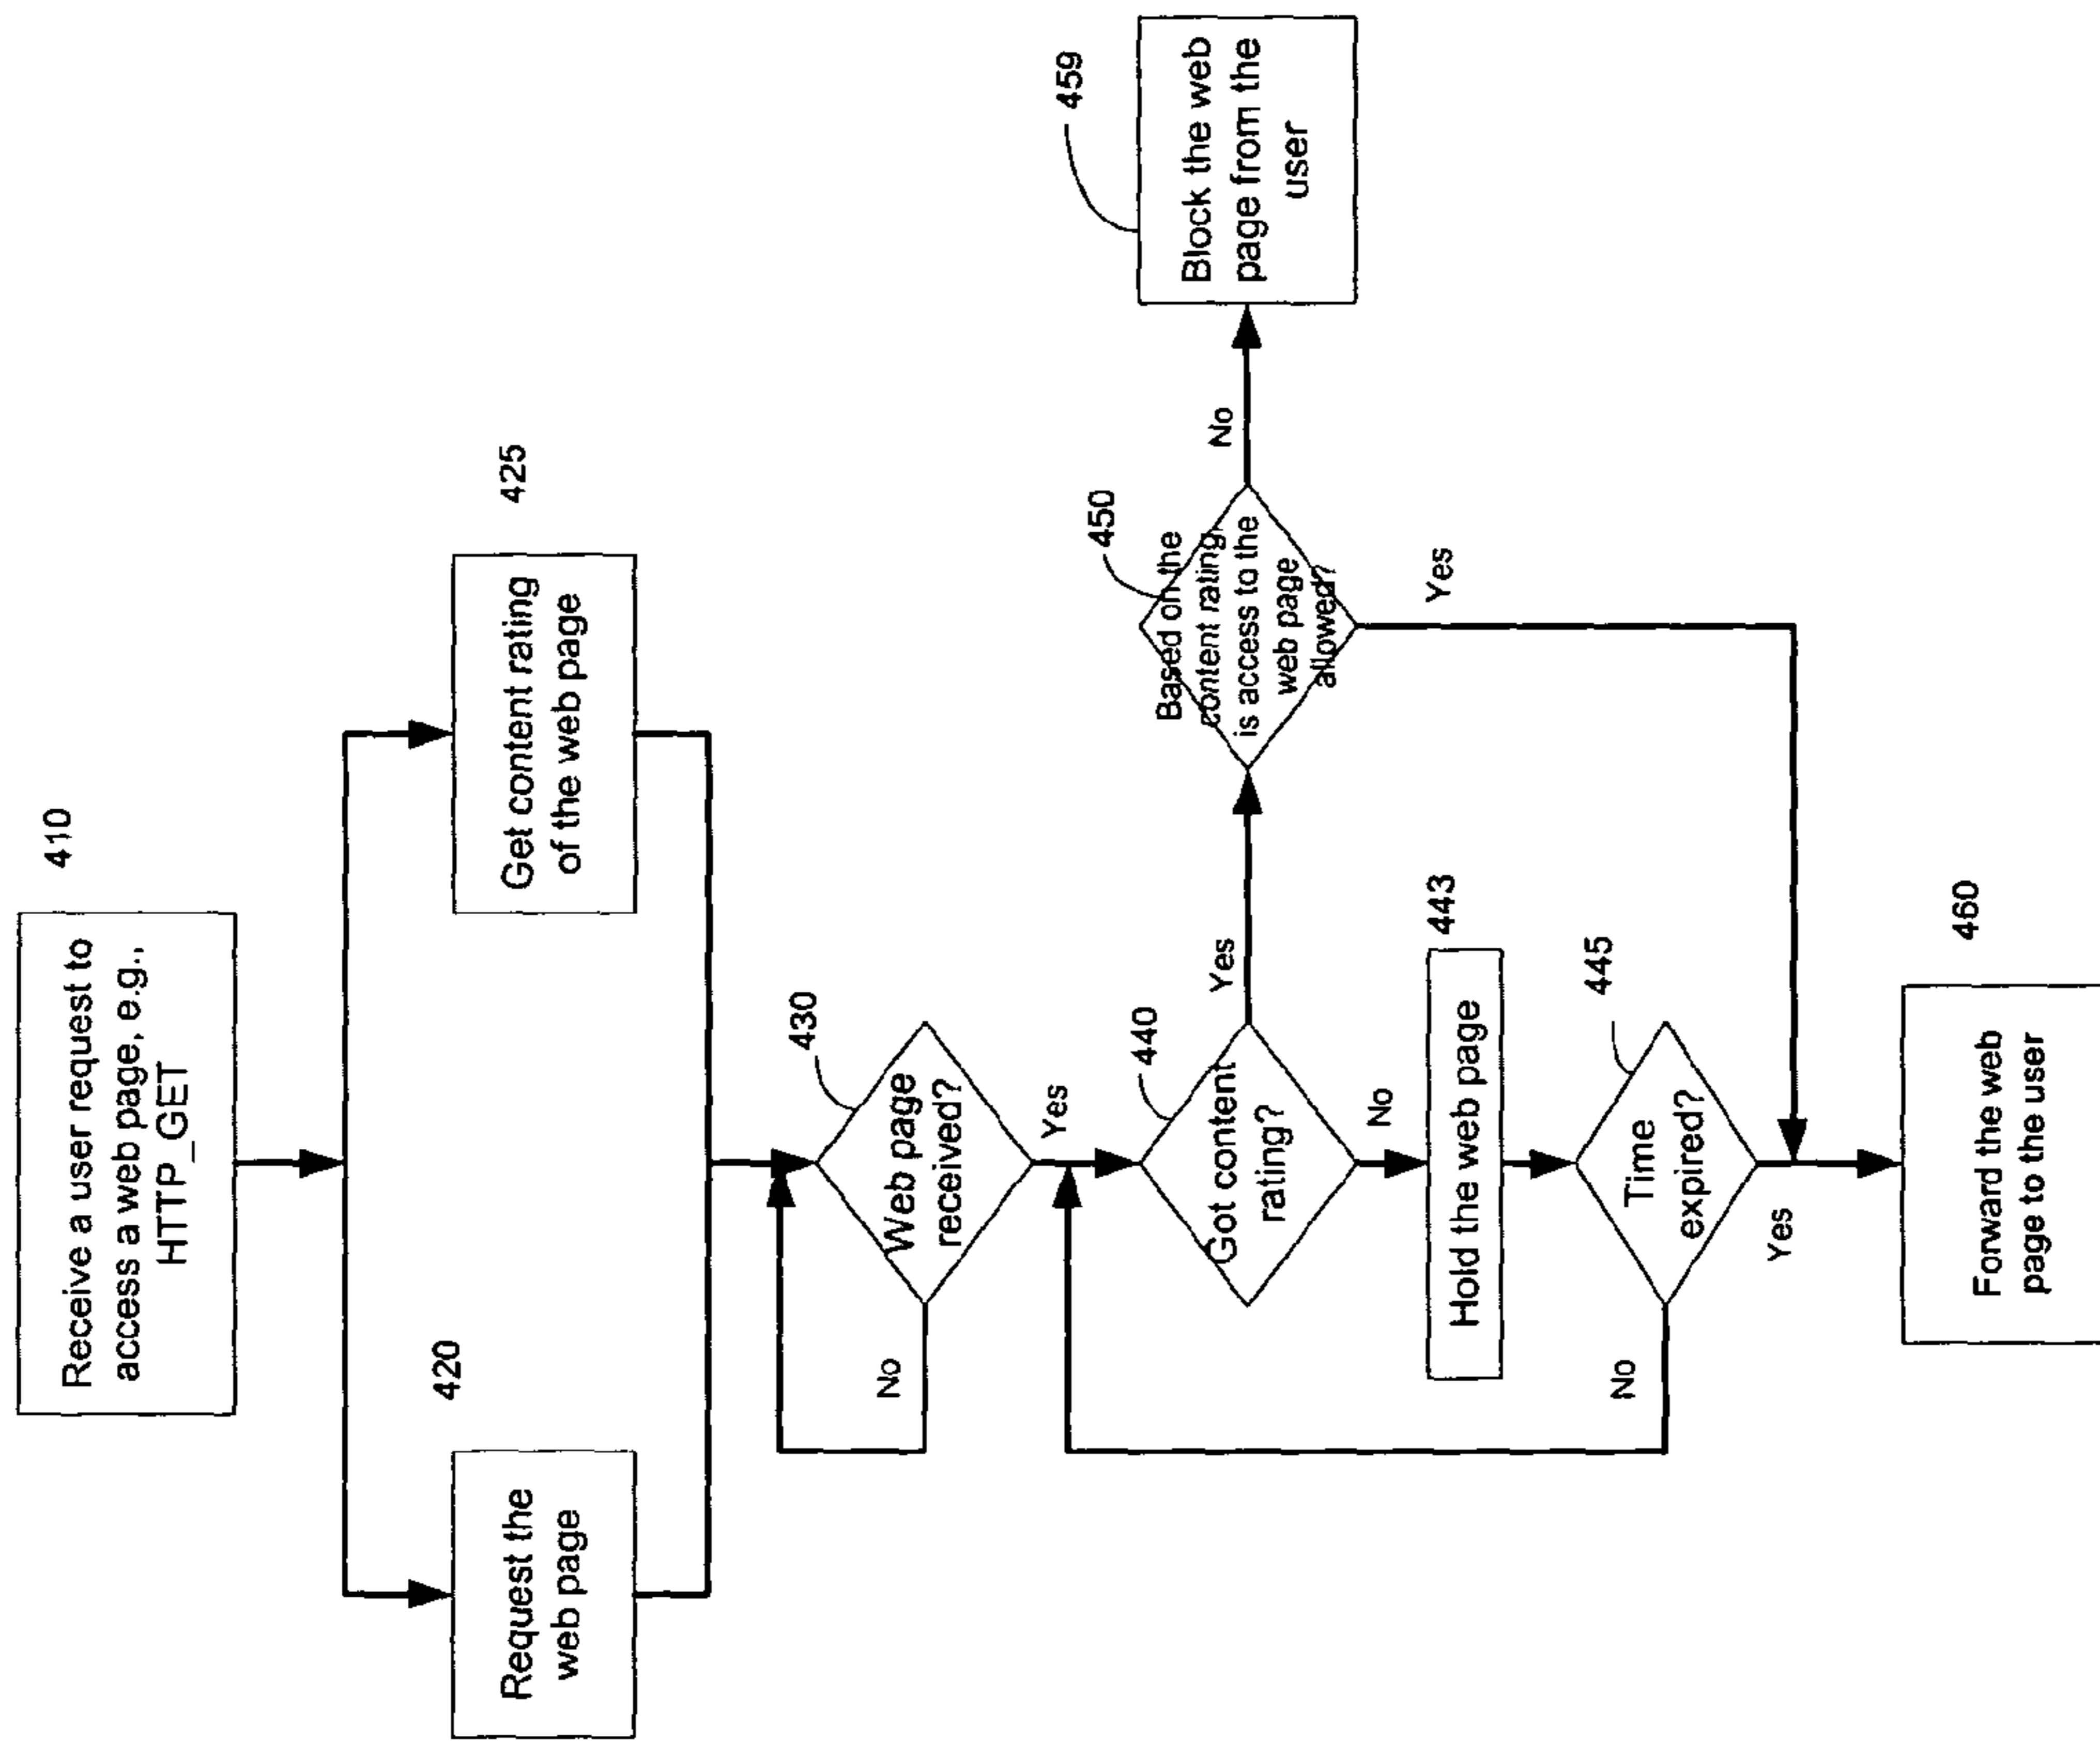 410
Receive a user request to
access a web page, e.g.,
HTTP_GET
420
Request the
web page
425
Get content rating
of the web page
430
Web page
received?
No
Yes
440
Got content
rating?
Yes
No
450
Based on the
content rating
is access to the
web page
allowed?
No
Yes
459
Block the web
page from the
user
443
Hold the web page
445
Time
expired?
No
Yes
460
Forward the web
page to the user